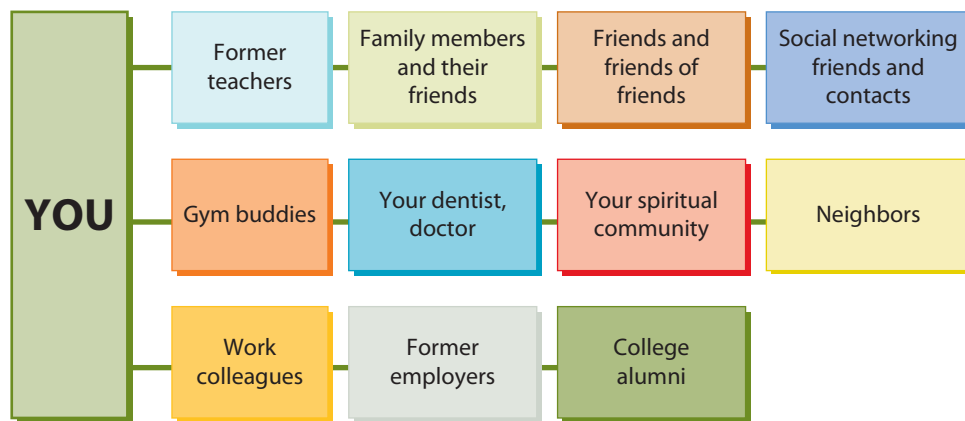 YOU
Former
teachers
Family members
and their
friends
Friends and
friends of
friends
Social networking
friends and
contacts
Gym buddies
Your dentist,
doctor
Your spiritual
community
Neighbors
Work
colleagues
Former
employers
College
alumni